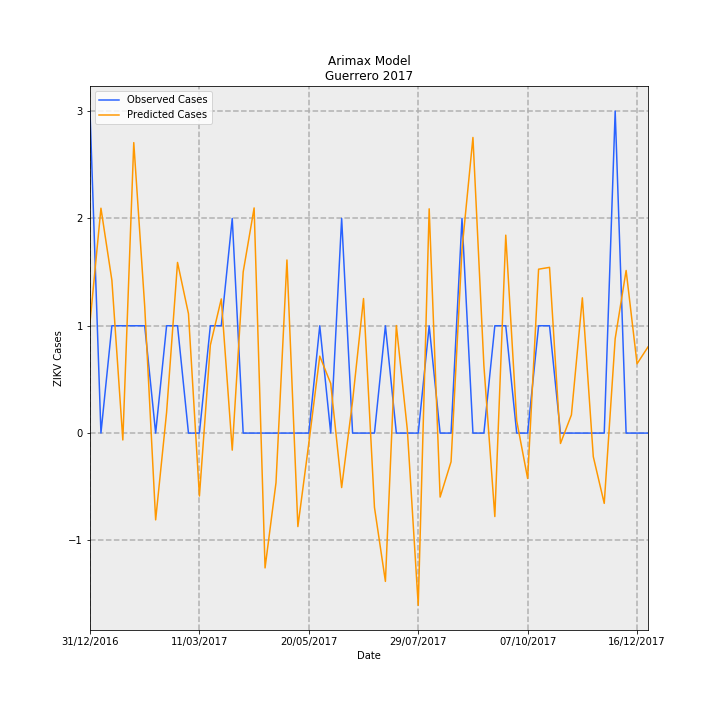 Arimax Model
Guerrero 2017
Observed Cases
Predicted Cases
3
2
1
0
−1
ZIKV Cases
31/12/2016
11/03/2017
20/05/2017
29/07/2017
07/10/2017
16/12/2017
Date